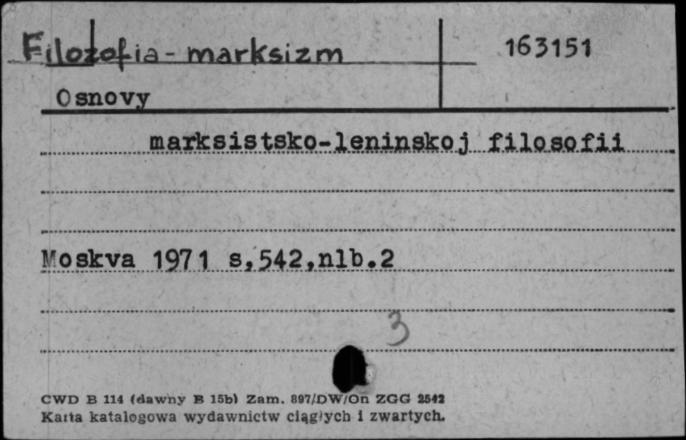 Filozofia - marksizm 163151
Osnovy
marksistsko-leninskoj filosofii
Moskva 1971 s,542,nlb.2
3
CWD B 114 (dawny B 15b) Zam. 897/DW/On ZGG 2542
Karta katalogowa wydawnictw ciągłych i zwartych.